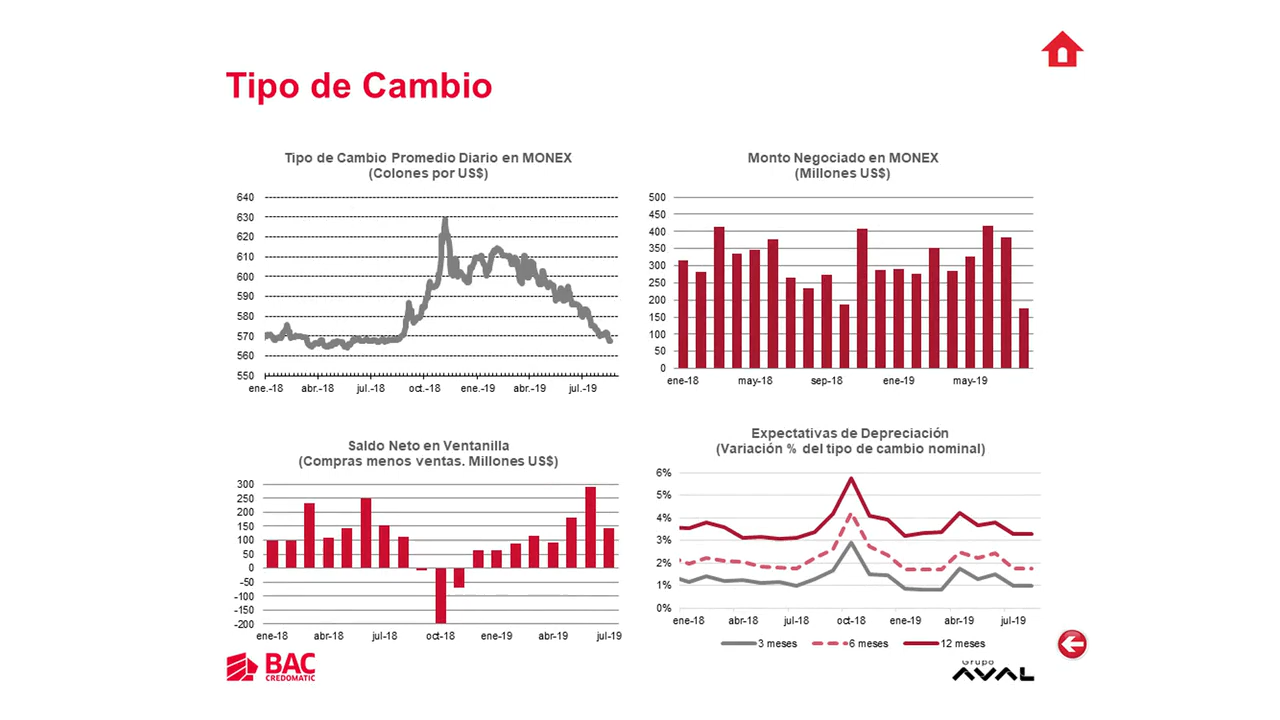 Tipo de Cambio
Tipo de Cambio Promedio Diario en MONEX
(Colones por US$)
640
630
620
610
600
590
580
570
560
550
ene.-18 abr.-18 jul.-18 oct.-18 ene.-19 abr.-19 jul.-19
Monto Negociado en MONEX
(Millones US$)
500
450
400
350
300
250
200
150
100
50
0
ene-18 may-18 sep-18 ene-19 may-19
Saldo Neto en Ventanilla
(Compras menos ventas. Millones US$)
300
250
200
150
100
50
0
-50
-100
-150
-200
ene-18 abr-18 jul-18 oct-18 ene-19 abr-19 jul-19
Expectativas de Depreciación
(Variación % del tipo de cambio nominal)
6%
5%
4%
3%
2%
1%
0%
ene-18 abr-18 jul-18 oct-18 ene-19 abr-19 jul-19
3 meses 6 meses 12 meses
BAC
CREDOMATIC
Grupo
AVAL